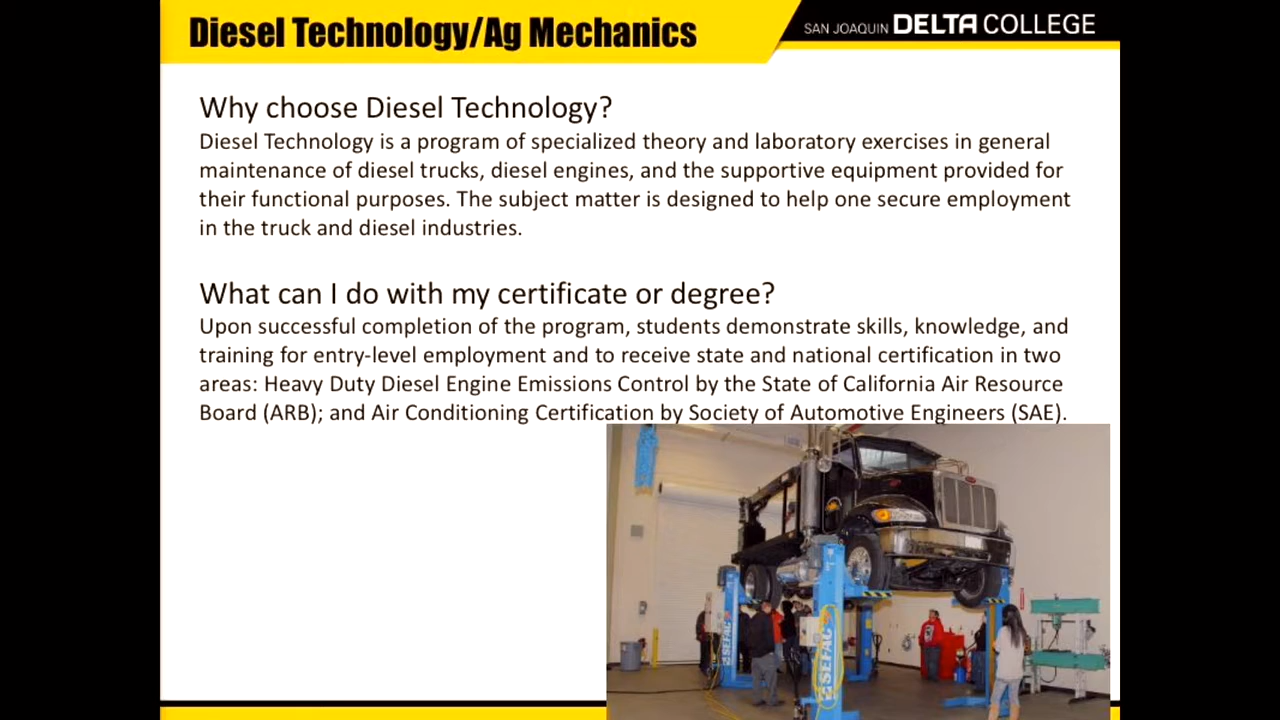 Diesel Technology/Ag Mechanics
SAN JOAQUIN DELTA COLLEGE
Why choose Diesel Technology?
Diesel Technology is a program of specialized theory and laboratory exercises in general
maintenance of diesel trucks, diesel engines, and the supportive equipment provided for
their functional purposes. The subject matter is designed to help one secure employment
in the truck and diesel industries.
What can I do with my certificate or degree?
Upon successful completion of the program, students demonstrate skills, knowledge, and
training for entry-level employment and to receive state and national certification in two
areas: Heavy Duty Diesel Engine Emissions Control by the State of California Air Resource
Board (ARB); and Air Conditioning Certification by Society of Automotive Engineers (SAE).
SEFAC
SEFAC